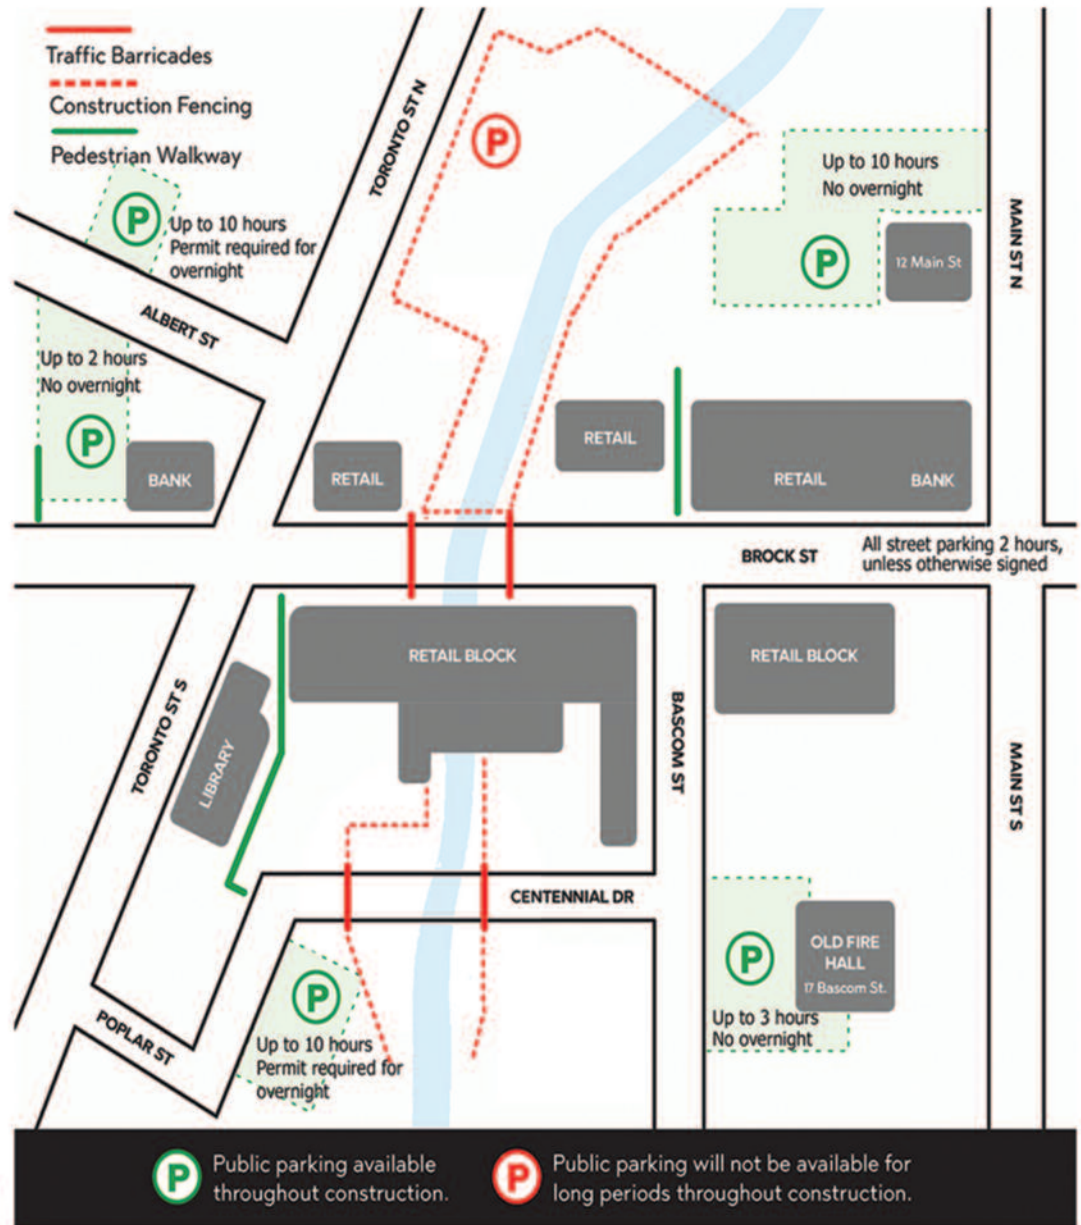 Traffic Barricades
Construction Fencing
Pedestrian Walkway
TORONTO ST N
P
P
Up to 10 hours
Permit required for
overnight
Up to 10 hours
No overnight
P
12 Main St
MAIN ST N
ALBERT ST
Up to 2 hours
No overnight
P
BANK
RETAIL
RETAIL
RETAIL
BANK
BROCK ST
All street parking 2 hours,
unless otherwise signed
RETAIL BLOCK
RETAIL BLOCK
TORONTO ST S
LIBRARY
BASCOM ST
MAIN ST S
CENTENNIAL DR
P
OLD FIRE
HALL
17 Bascom St.
Up to 3 hours
No overnight
P
POPLAR ST
Up to 10 hours
Permit required for
overnight
P
Public parking available
throughout construction.
P
Public parking will not be available for
long periods throughout construction.